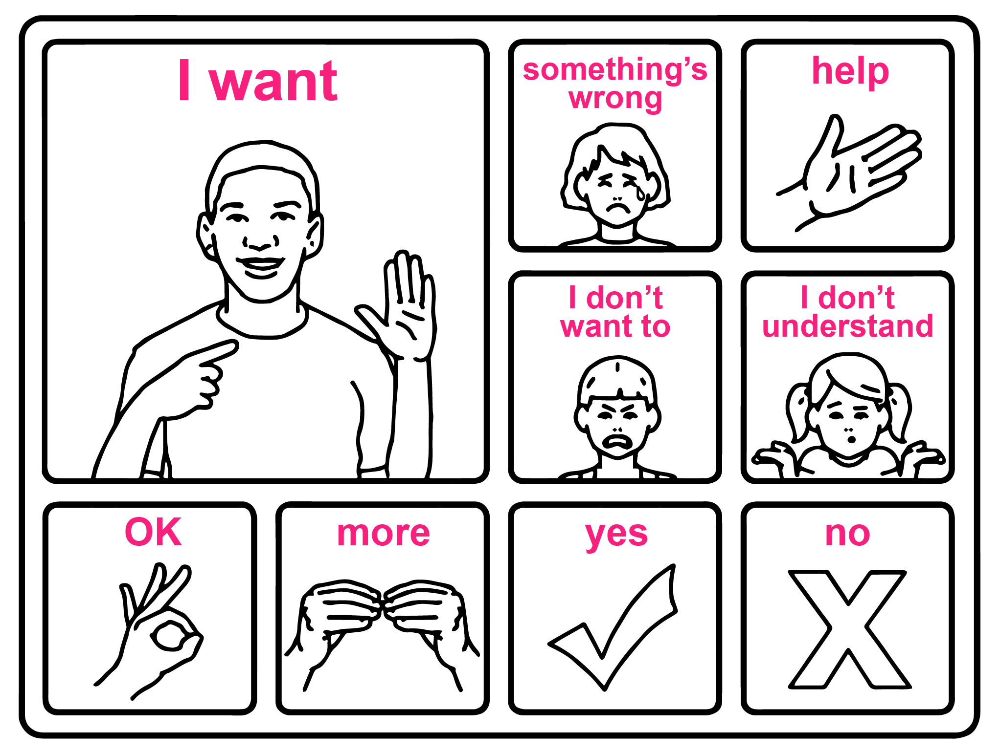 I want
something’s
wrong
help
I don’t
want to
I don’t
understand
OK
more
yes
no